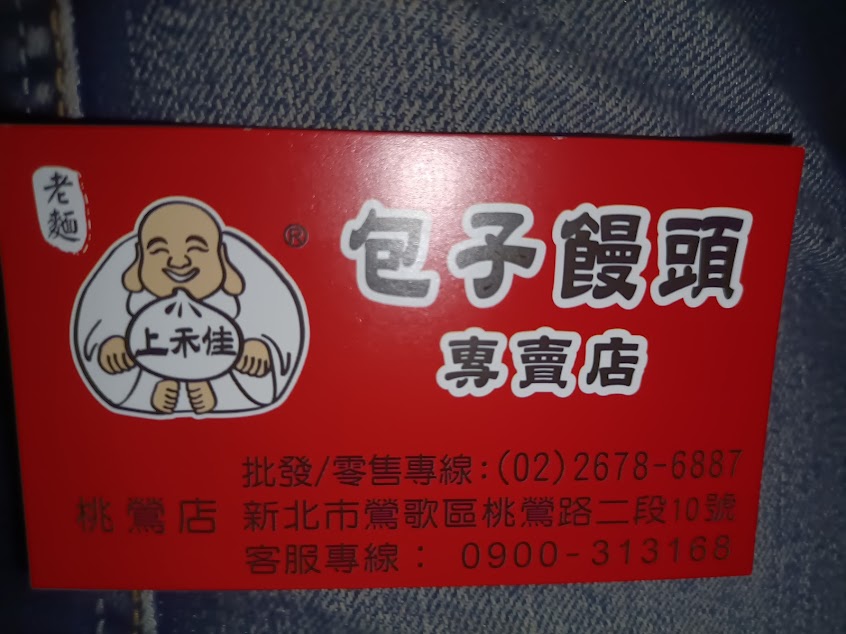 老麵
上禾佳
®
包子饅頭
專賣店
批發/零售專線:(02)2678-6887
桃鶯店 新北市鶯歌區桃鶯路二段10號
客服專線： 0900-313168